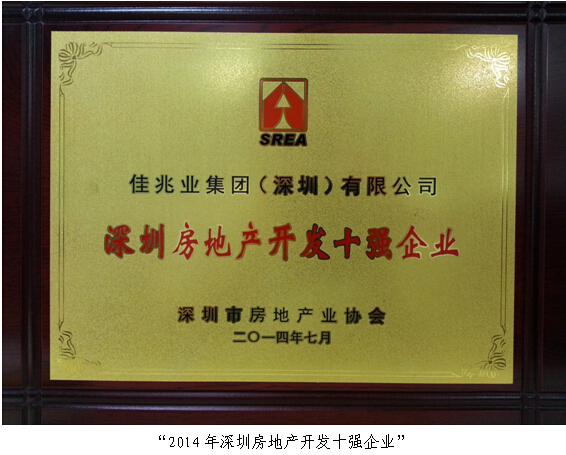 SREA
佳兆业集团（深圳）有限公司
深圳房地产开发十强企业
深圳市房地产业协会
二〇一四年七月
“2014年深圳房地产开发十强企业”